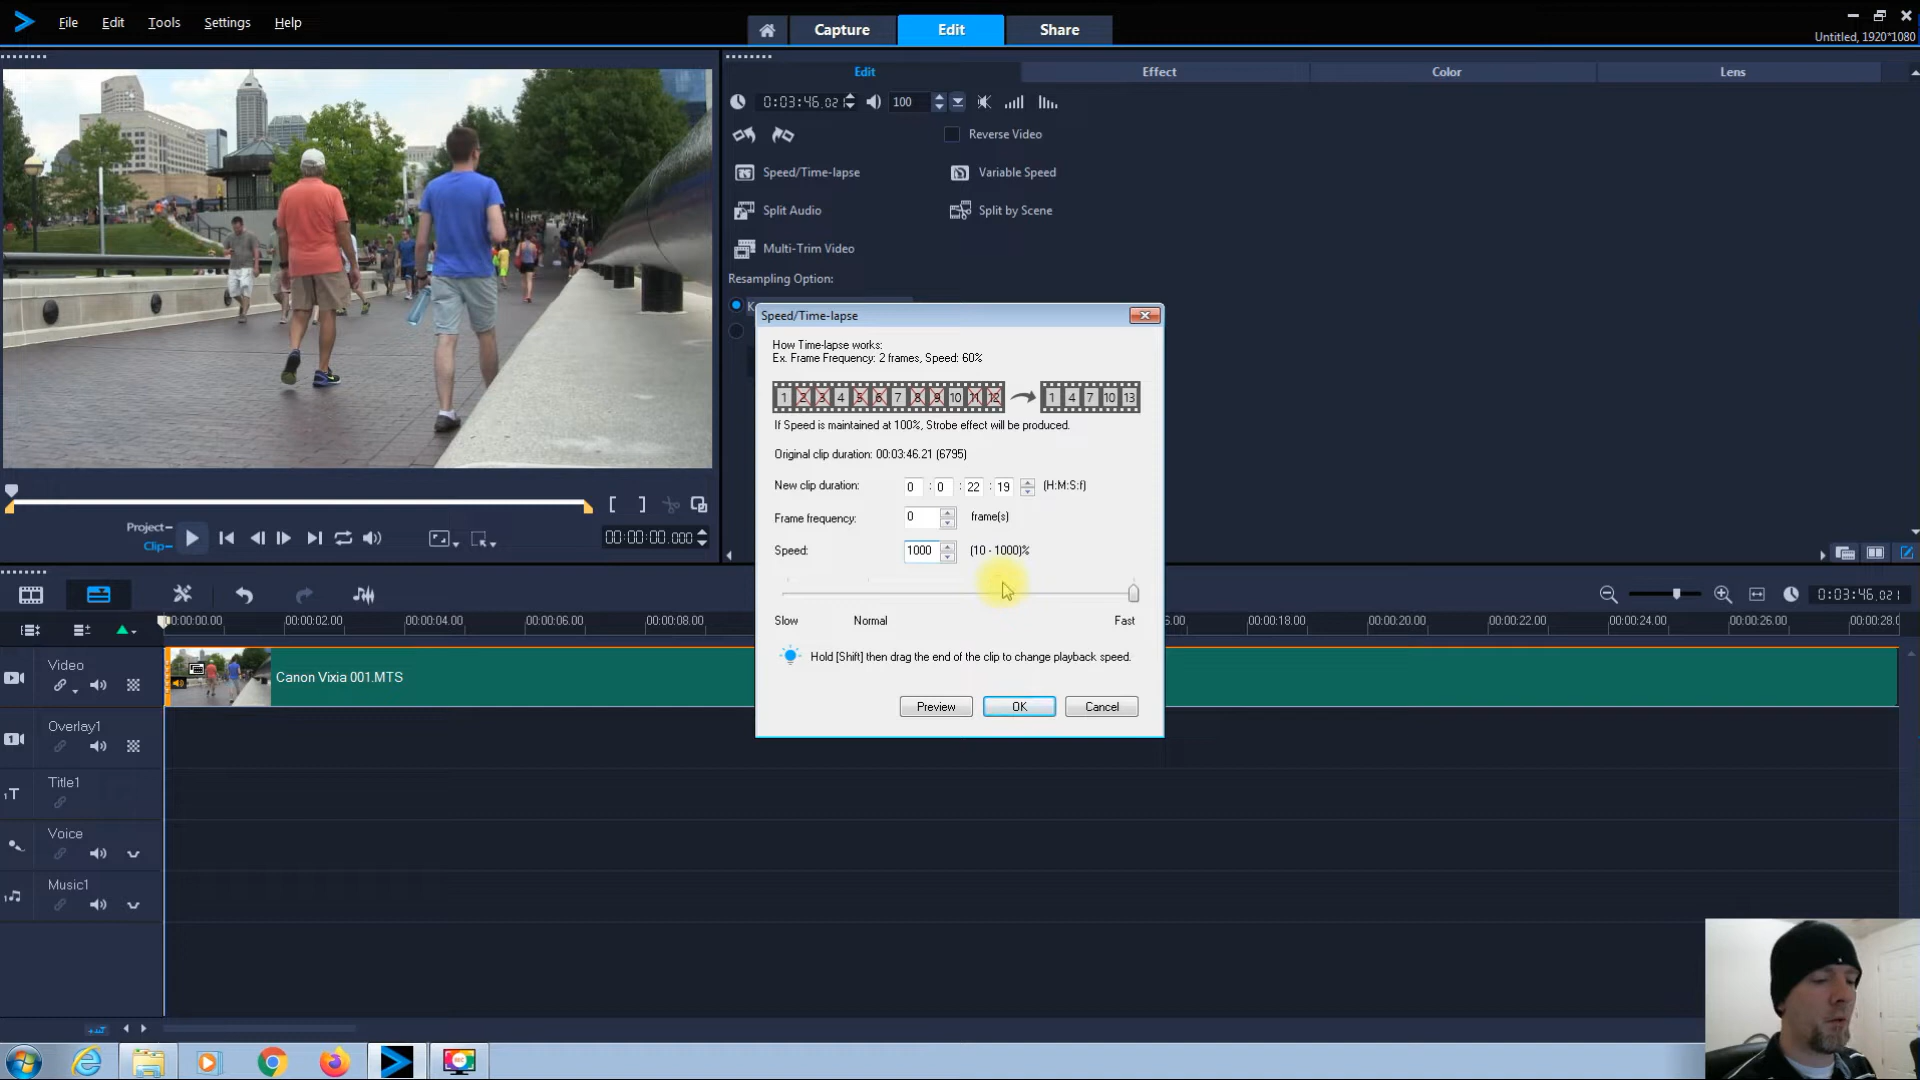 File Edit Tools Settings Help
Capture Edit Share
Untitled, 1920*1080
Edit Effect Color Lens
0:03:46.021 100
Reverse Video
Speed/Time-lapse Variable Speed
Split Audio Split by Scene
Multi-Trim Video
Resampling Option:
K
Speed/Time-lapse
How Time-lapse works:
Ex. Frame Frequency: 2 frames, Speed: 60%
1 2 3 4 5 6 7 8 9 10 11 12 1 4 7 10 13
If Speed is maintained at 100%, Strobe effect will be produced.
Original clip duration: 00:03:46.21 (6795)
New clip duration: 0 : 0 : 22 : 19 (H:M:S:f)
Frame frequency: 0 frame(s)
Speed: 1000 (10 - 1000)%
Slow Normal Fast
Hold [Shift] then drag the end of the clip to change playback speed.
Preview OK Cancel
Project
Clip
00:00:00.000
0:03:46.021
00:00:02.00 00:00:04.00 00:00:06.00 00:00:08.00 00:00:18.00 00:00:20.00 00:00:22.00 00:00:24.00 00:00:26.00
Video
Canon Vixia 001.MTS
Overlay1
Title1
Voice
Music1